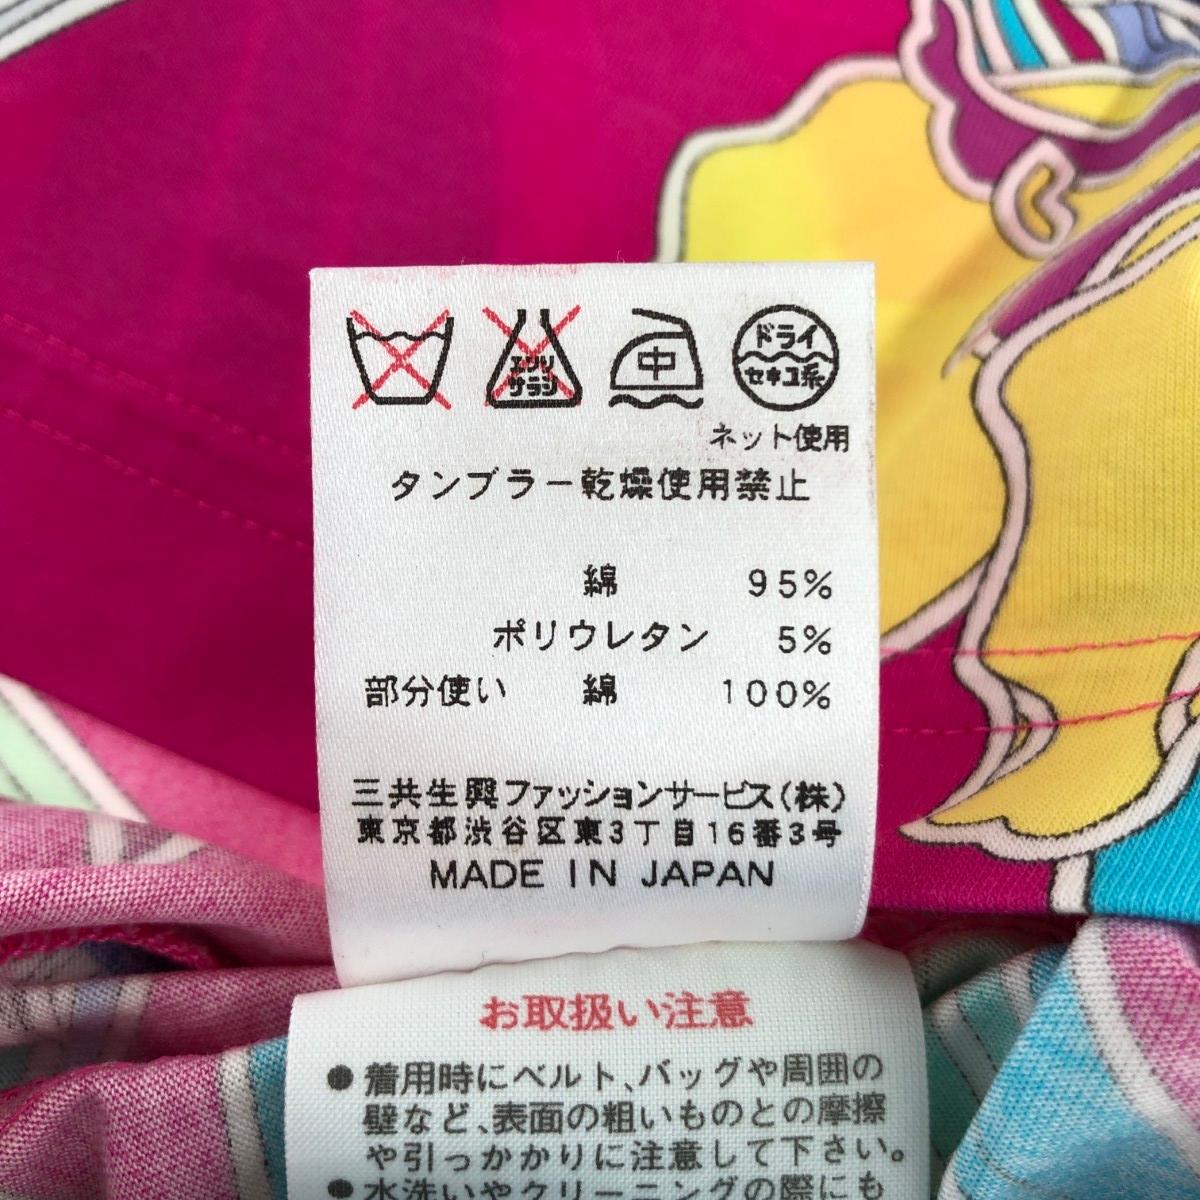 エンソ
サラシ
中
ドライ
セキユ系
ネット使用
タンブラー乾燥使用禁止
綿 95%
ポリウレタン 5%
部分使い 綿 100%
三共生興ファッションサービス(株)
東京都渋谷区東3丁目16番3号
MADE IN JAPAN
お取扱い注意
●着用時にベルト、バッグや周囲の
壁など、表面の粗いものとの摩擦
や引っかかりに注意して下さい。
●水洗いやクリーニングの際にも